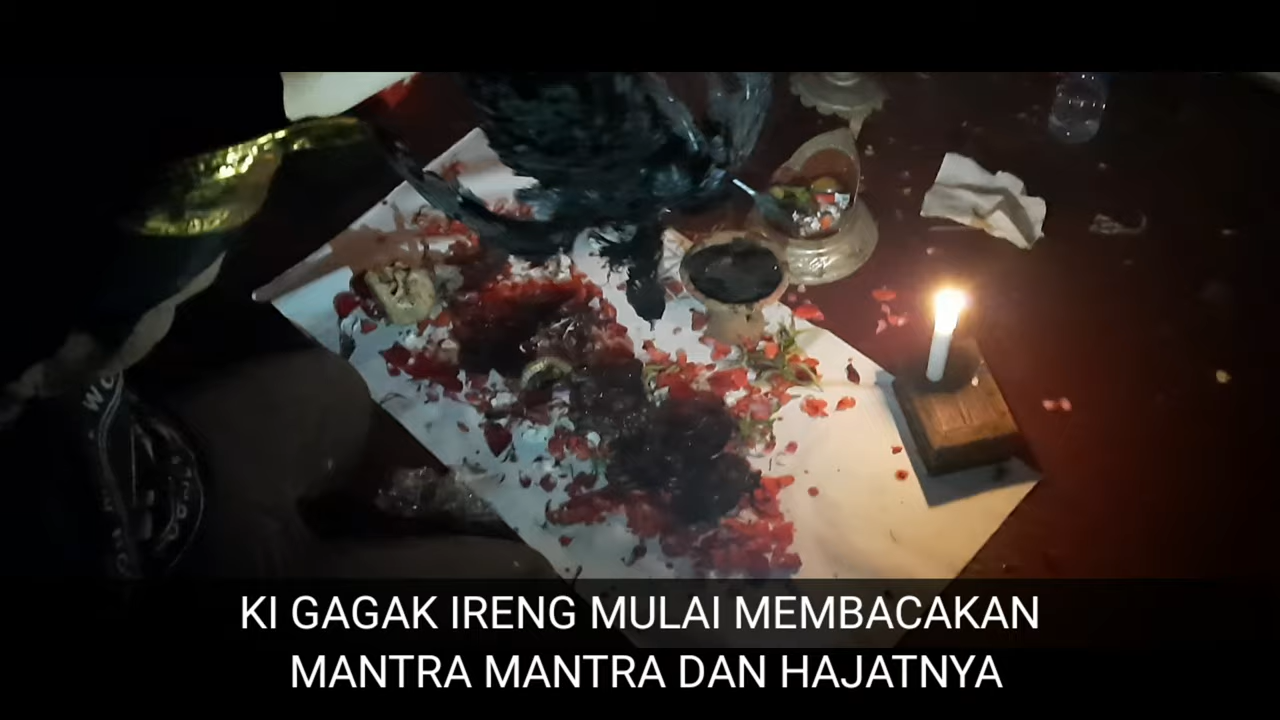 KI GAGAK IRENG MULAI MEMBACAKAN
MANTRA MANTRA DAN HAJATNYA